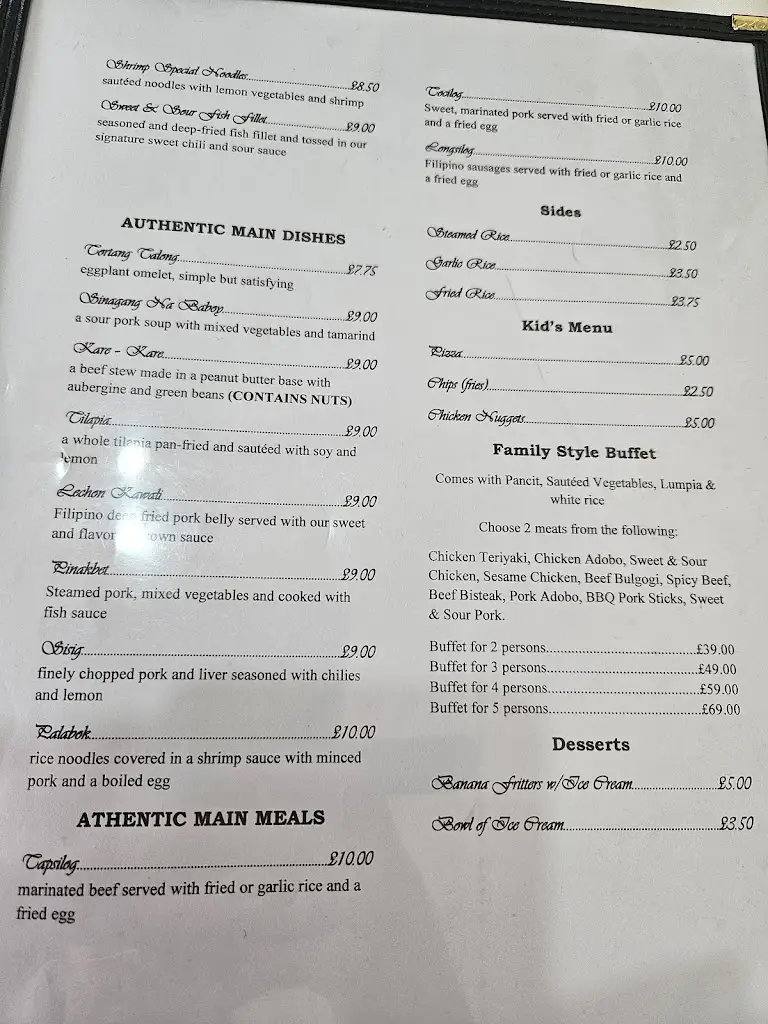 Shrimp Special Noodles £8.50
sautéed noodles with lemon vegetables and shrimp
Sweet & Sour Fish Fillet £9.00
seasoned and deep-fried fish fillet and tossed in our
signature sweet chili and sour sauce
AUTHENTIC MAIN DISHES
Tortang Talong £7.75
eggplant omelet, simple but satisfying
Sinagang Na Baboy £9.00
a sour pork soup with mixed vegetables and tamarind
Kare - Kare £9.00
a beef stew made in a peanut butter base with
aubergine and green beans (CONTAINS NUTS)
Tilapia £9.00
a whole tilapia pan-fried and sautéed with soy and
lemon
Lechon Kawali £9.00
Filipino deep fried pork belly served with our sweet
and sauce
Pinakbet £9.00
Steamed pork, mixed vegetables and cooked with
fish sauce
Sisig £9.00
finely chopped pork and liver seasoned with chilies
and lemon
Palabok £10.00
rice noodles covered in a shrimp sauce with minced
pork and a boiled egg
ATHENTIC MAIN MEALS
Tapsilog £10.00
marinated beef served with fried or garlic rice and a
fried egg
Tocilog £10.00
Sweet, marinated pork served with fried or garlic rice
and a fried egg
Longsilog £10.00
Filipino sausages served with fried or garlic rice and
a fried egg
Sides
Steamed Rice £2.50
Garlic Rice £3.50
Fried Rice £3.75
Kid's Menu
Pizza £5.00
Chips (fries) £2.50
Chicken Nuggets £5.00
Family Style Buffet
Comes with Pancit, Sautéed Vegetables, Lumpia &
white rice
Choose 2 meats from the following:
Chicken Teriyaki, Chicken Adobo, Sweet & Sour
Chicken, Sesame Chicken, Beef Bulgogi, Spicy Beef,
Beef Bisteak, Pork Adobo, BBQ Pork Sticks, Sweet
& Sour Pork.
Buffet for 2 persons £39.00
Buffet for 3 persons £49.00
Buffet for 4 persons £59.00
Buffet for 5 persons £69.00
Desserts
Banana Fritters w/Ice Cream £5.00
Bowl of Ice Cream £3.50